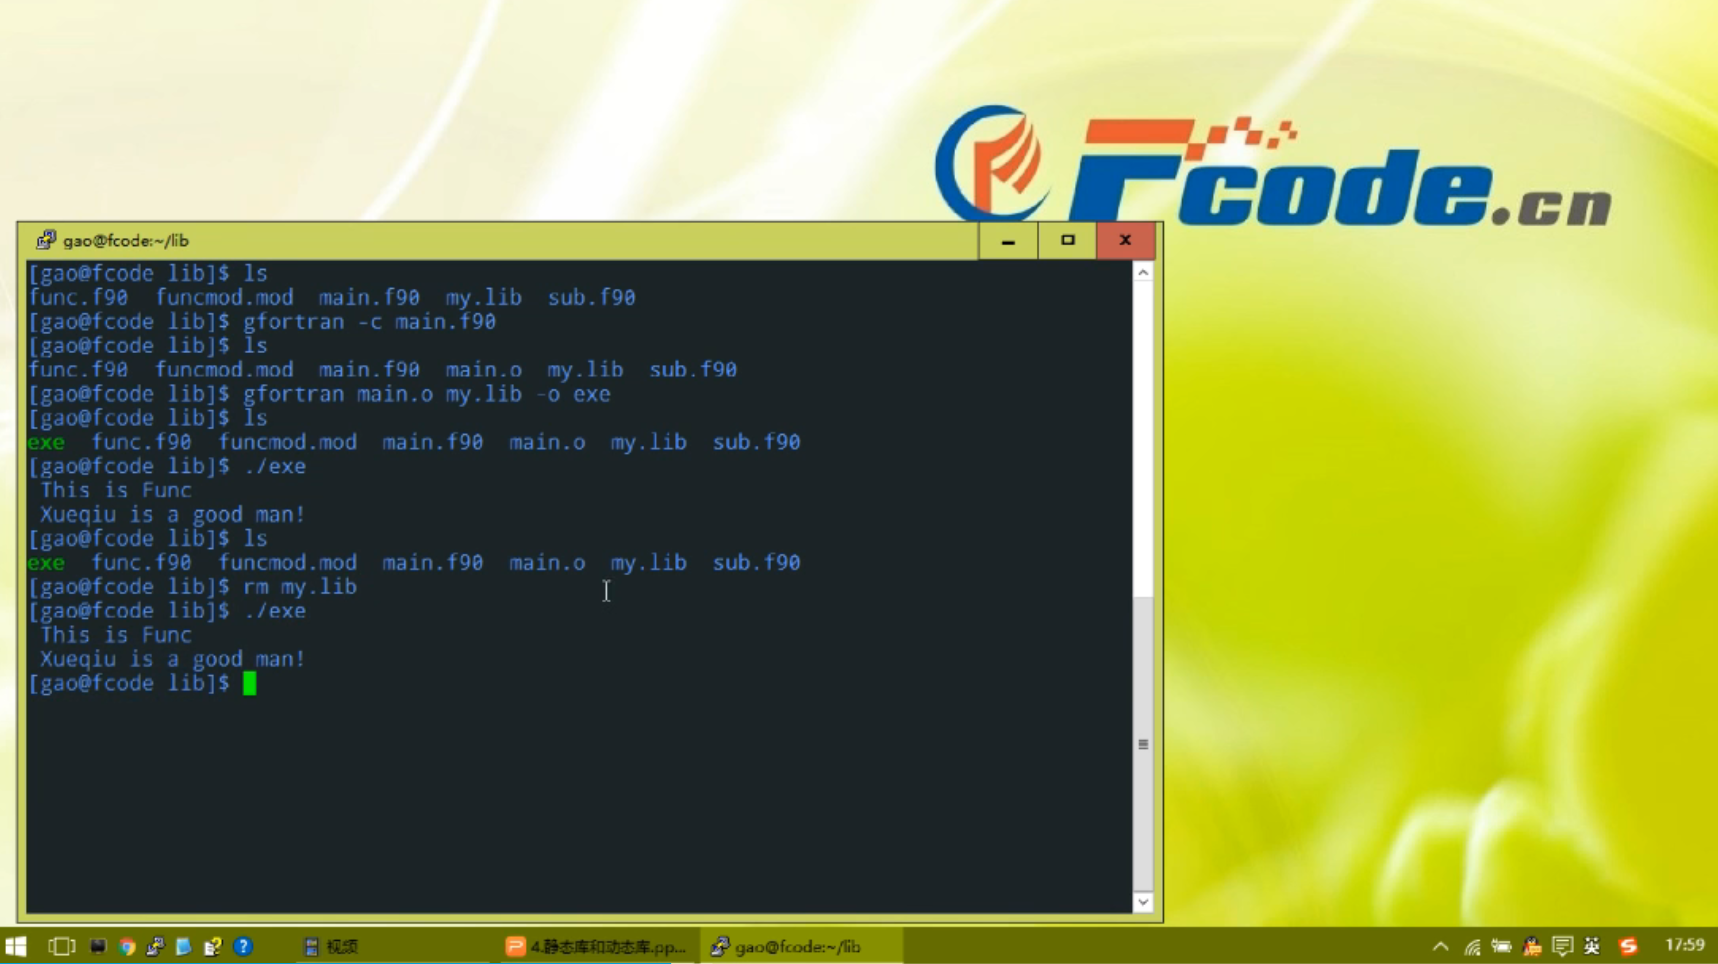 Fcode.cn
gao@fcode:~/lib
[gao@fcode lib]$ ls
func.f90 funcmod.mod main.f90 my.lib sub.f90
[gao@fcode lib]$ gfortran -c main.f90
[gao@fcode lib]$ ls
func.f90 funcmod.mod main.f90 main.o my.lib sub.f90
[gao@fcode lib]$ gfortran main.o my.lib -o exe
[gao@fcode lib]$ ls
exe func.f90 funcmod.mod main.f90 main.o my.lib sub.f90
[gao@fcode lib]$ ./exe
This is Func
Xueqiu is a good man!
[gao@fcode lib]$ ls
exe func.f90 funcmod.mod main.f90 main.o my.lib sub.f90
[gao@fcode lib]$ rm my.lib
[gao@fcode lib]$ ./exe
This is Func
Xueqiu is a good man!
[gao@fcode lib]$
视频 4.静态库和动态库.pp... gao@fcode:~/lib 英 17:59